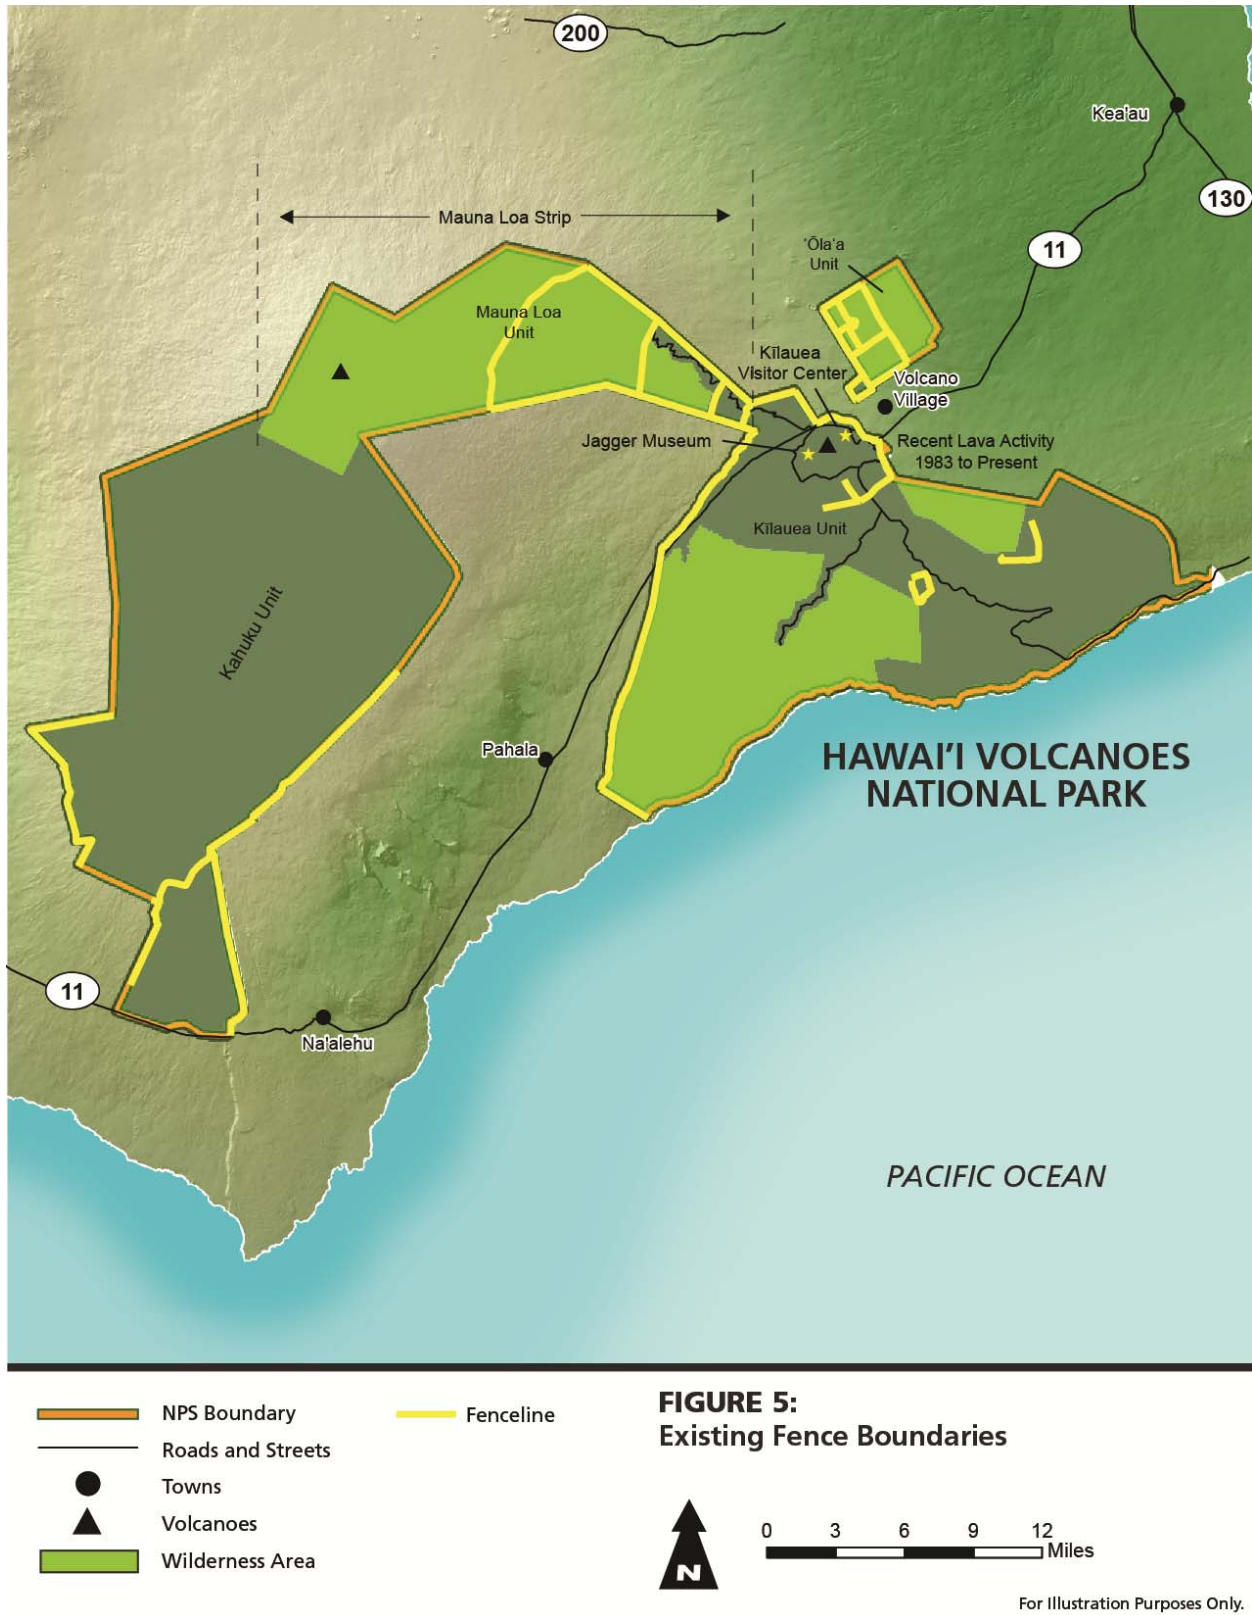 200
Kea'au
130
Mauna Loa Strip
11
'Ōla'a
Unit
Mauna Loa
Unit
Kīlauea
Visitor Center
Volcano
Village
Jagger Museum
Recent Lava Activity
1983 to Present
Kīlauea Unit
Kahuku Unit
Pahala
HAWAI'I VOLCANOES
NATIONAL PARK
11
Na'alehu
PACIFIC OCEAN
NPS Boundary
Roads and Streets
Towns
Volcanoes
Wilderness Area
Fenceline
FIGURE 5:
Existing Fence Boundaries
N
0 3 6 9 12
Miles
For Illustration Purposes Only.